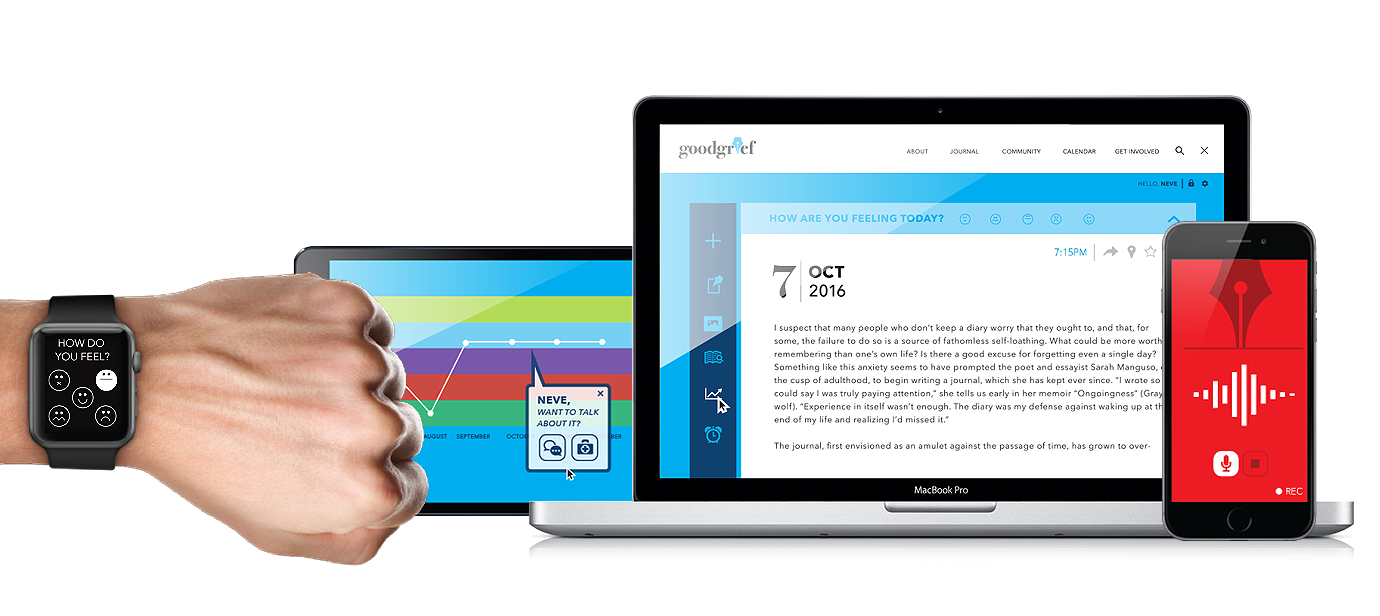 HOW DO
YOU FEEL?
AUGUST SEPTEMBER
NEVE,
WANT TO TALK
ABOUT IT?
goodgrief
ABOUT JOURNAL COMMUNITY CALENDAR GET INVOLVED
HELLO, NEVE
HOW ARE YOU FEELING TODAY?
7:15PM
7 OCT
2016
I suspect that many people who don't keep a diary worry that they ought to, and that, for
some, the failure to do so is a source of fathomless self-loathing. What could be more worth
remembering than one's own life? Is there a good excuse for forgetting even a single day?
Something like this anxiety seems to have prompted the poet and essayist Sarah Manguso,
the cusp of adulthood, to begin writing a journal, which she has kept ever since. "I wrote so
could say I was truly paying attention," she tells us early in her memoir "Ongoingness" (Gray
wolf). "Experience in itself wasn't enough. The diary was my defense against waking up at th
end of my life and realizing I'd missed it."
The journal, first envisioned as an amulet against the passage of time, has grown to over-
MacBook Pro
REC